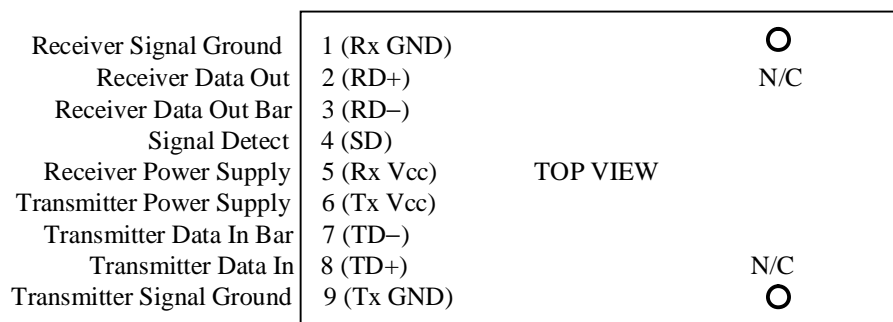 Receiver Signal Ground 1 (Rx GND)
Receiver Data Out 2 (RD+) N/C
Receiver Data Out Bar 3 (RD−)
Signal Detect 4 (SD)
Receiver Power Supply 5 (Rx Vcc) TOP VIEW
Transmitter Power Supply 6 (Tx Vcc)
Transmitter Data In Bar 7 (TD−)
Transmitter Data In 8 (TD+) N/C
Transmitter Signal Ground 9 (Tx GND)